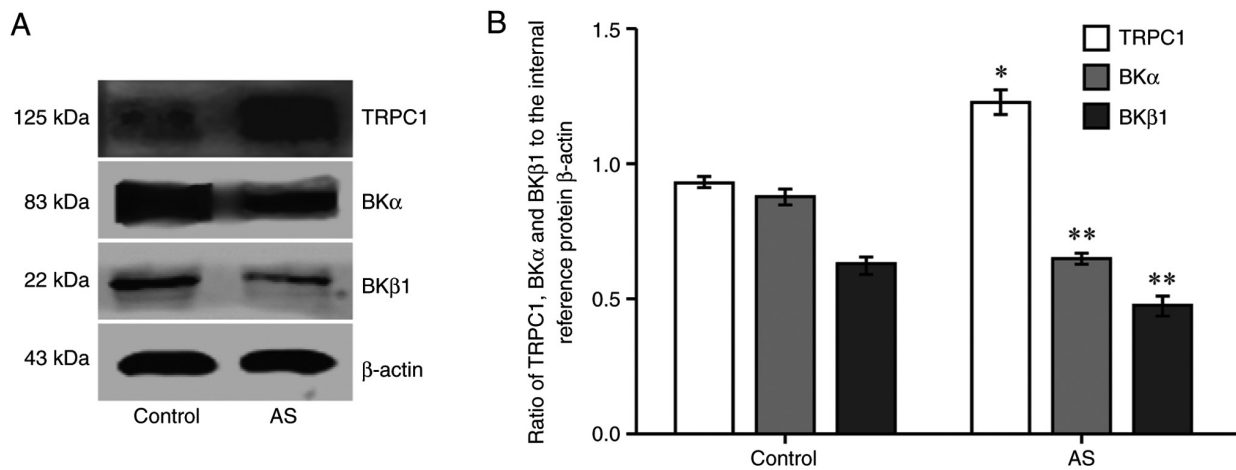 A
125 kDa
TRPC1
83 kDa
BKα
22 kDa
BKβ1
43 kDa
β-actin
Control
AS
B
Ratio of TRPC1, BKα and BKβ1 to the internal
reference protein β-actin
1.5
1.0
0.5
0.0
*
**
**
TRPC1
BKα
BKβ1
Control
AS